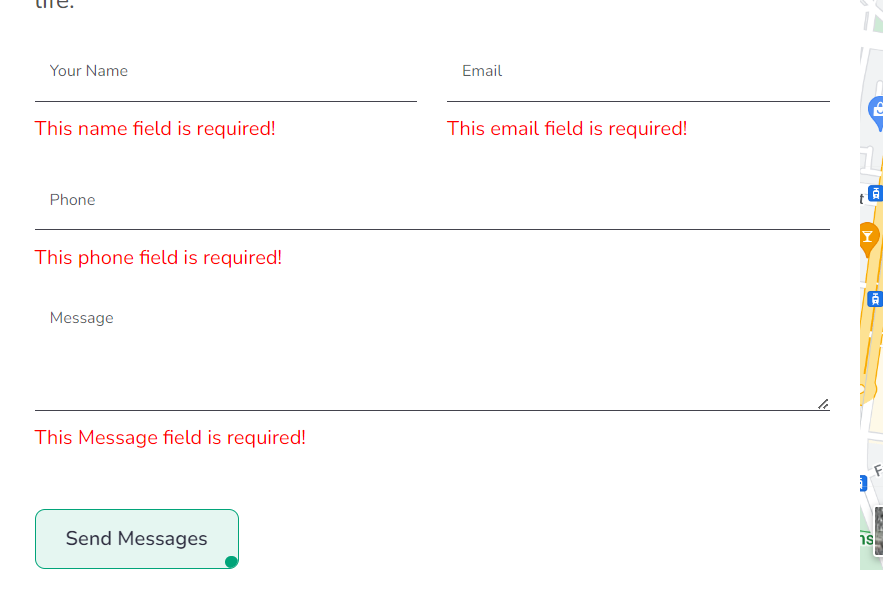 life.
Your Name
Email
This name field is required!
This email field is required!
Phone
This phone field is required!
Message
This Message field is required!
Send Messages